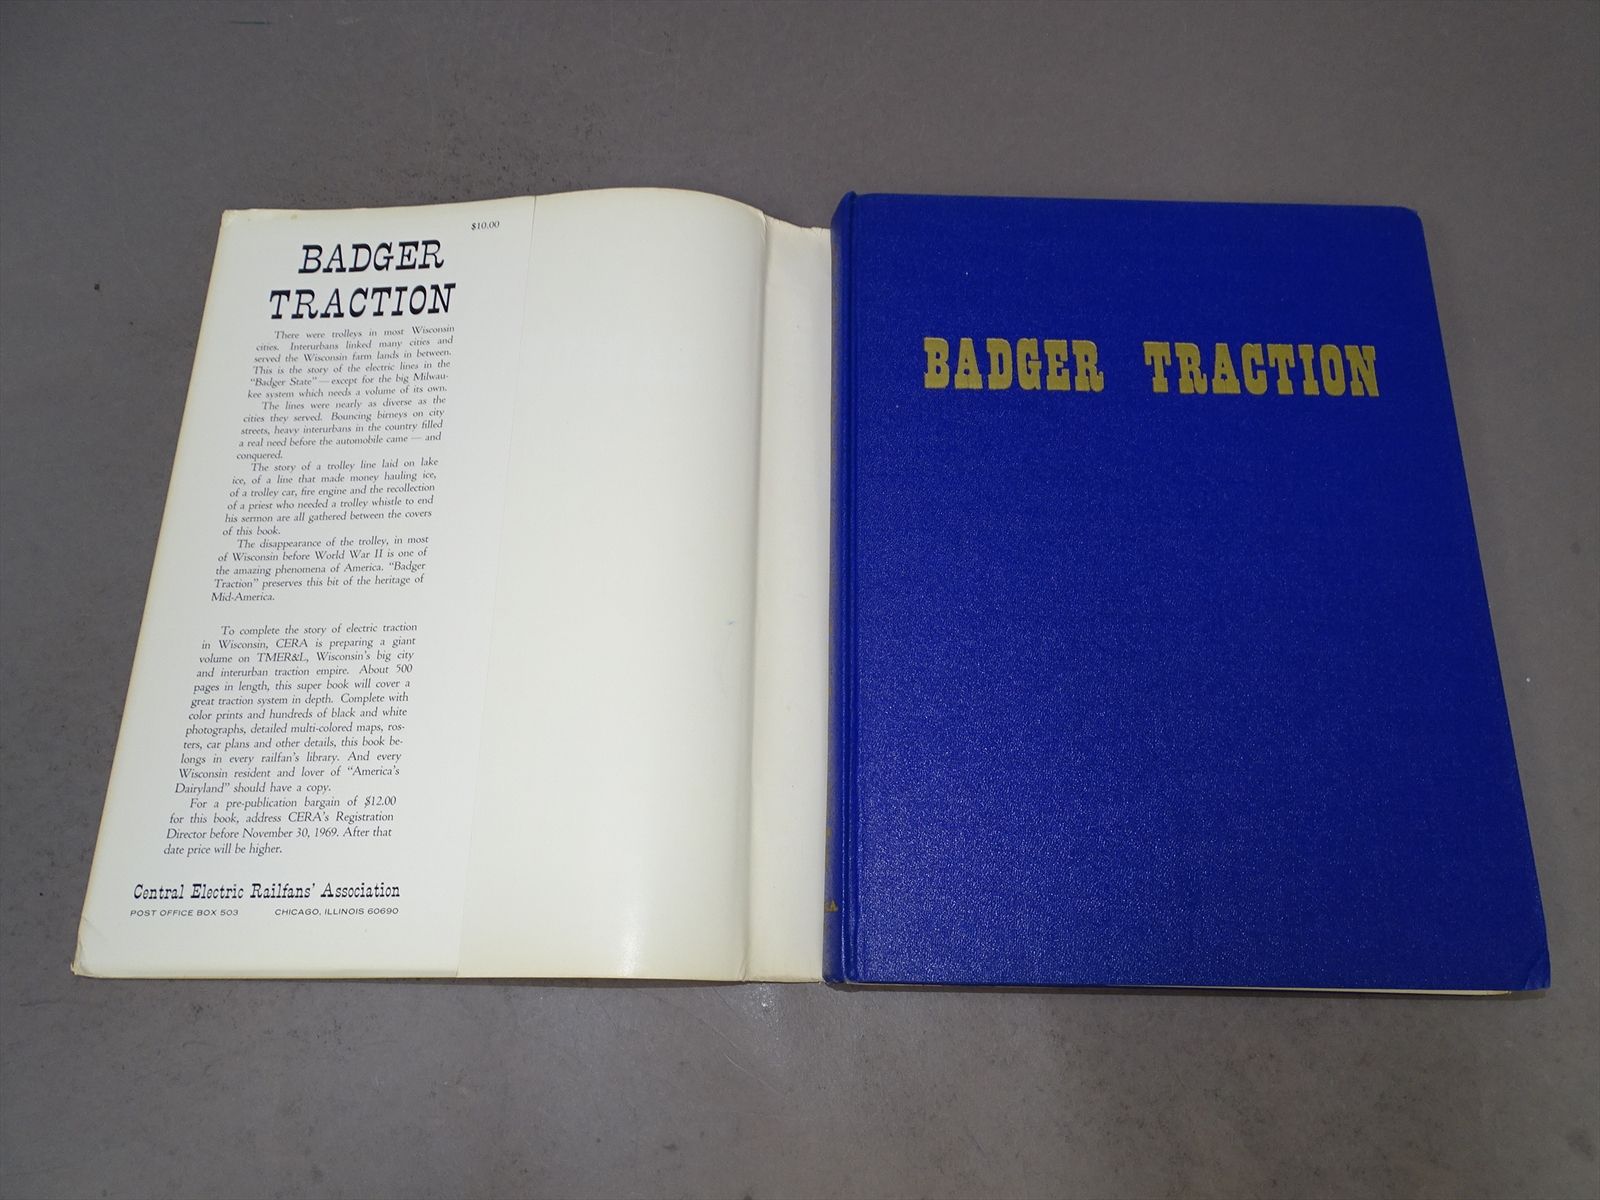 $10.00
BADGER
TRACTION
There were trolleys in most Wisconsin
cities. Interurbans linked many cities and
served the Wisconsin farm lands in between.
This is the story of the electric lines in the
"Badger State" — except for the big Milwau-
kee system which needs a volume of its own.
The lines were nearly as diverse as the
cities they served. Bouncing birneys on city
streets, heavy interurbans in the country filled
a real need before the automobile came — and
conquered.
The story of a trolley line laid on lake
ice, of a line that made money hauling ice,
of a trolley car, fire engine and the recollection
of a priest who needed a trolley whistle to end
his sermon are all gathered between the covers
of this book.
The disappearance of the trolley, in most
of Wisconsin before World War II is one of
the amazing phenomena of America. "Badger
Traction" preserves this bit of the heritage of
Mid-America.
To complete the story of electric traction
in Wisconsin, CERA is preparing a giant
volume on TMER&L, Wisconsin's big city
and interurban traction empire. About 500
pages in length, this super book will cover a
great traction system in depth. Complete with
color prints and hundreds of black and white
photographs, detailed multi-colored maps, ros-
ters, car plans and other details, this book be-
longs in every railfan's library. And every
Wisconsin resident and lover of "America's
Dairyland" should have a copy.
For a pre-publication bargain of $12.00
for this book, address CERA's Registration
Director before November 30, 1969. After that
date price will be higher.
Central Electric Railfans' Association
POST OFFICE BOX 503 CHICAGO, ILLINOIS 60690
BADGER TRACTION